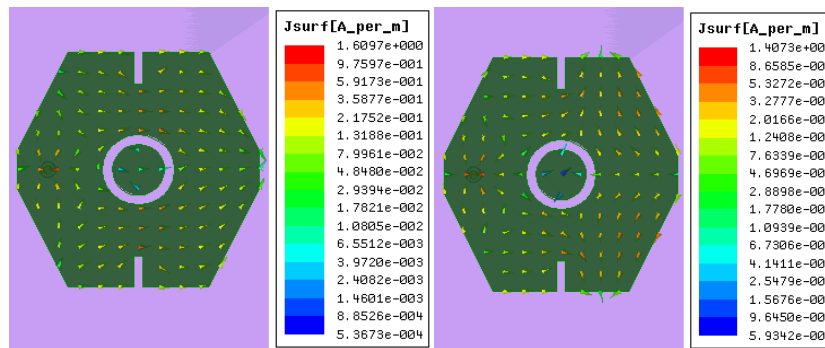 Jsurf[A_per_m]
1.6097e+000
9.7597e-001
5.9173e-001
3.5877e-001
2.1752e-001
1.3188e-001
7.9961e-002
4.8480e-002
2.9394e-002
1.7821e-002
1.0805e-002
6.5512e-003
3.9720e-003
2.4082e-003
1.4601e-003
8.8526e-004
5.3673e-004
Jsurf[A_per_m]
1.4073e+00
8.6585e-00
5.3272e-00
3.2777e-00
2.0166e-00
1.2408e-00
7.6339e-00
4.6969e-00
2.8898e-00
1.7780e-00
1.0939e-00
6.7306e-00
4.1411e-00
2.5479e-00
1.5676e-00
9.6450e-00
5.9342e-00